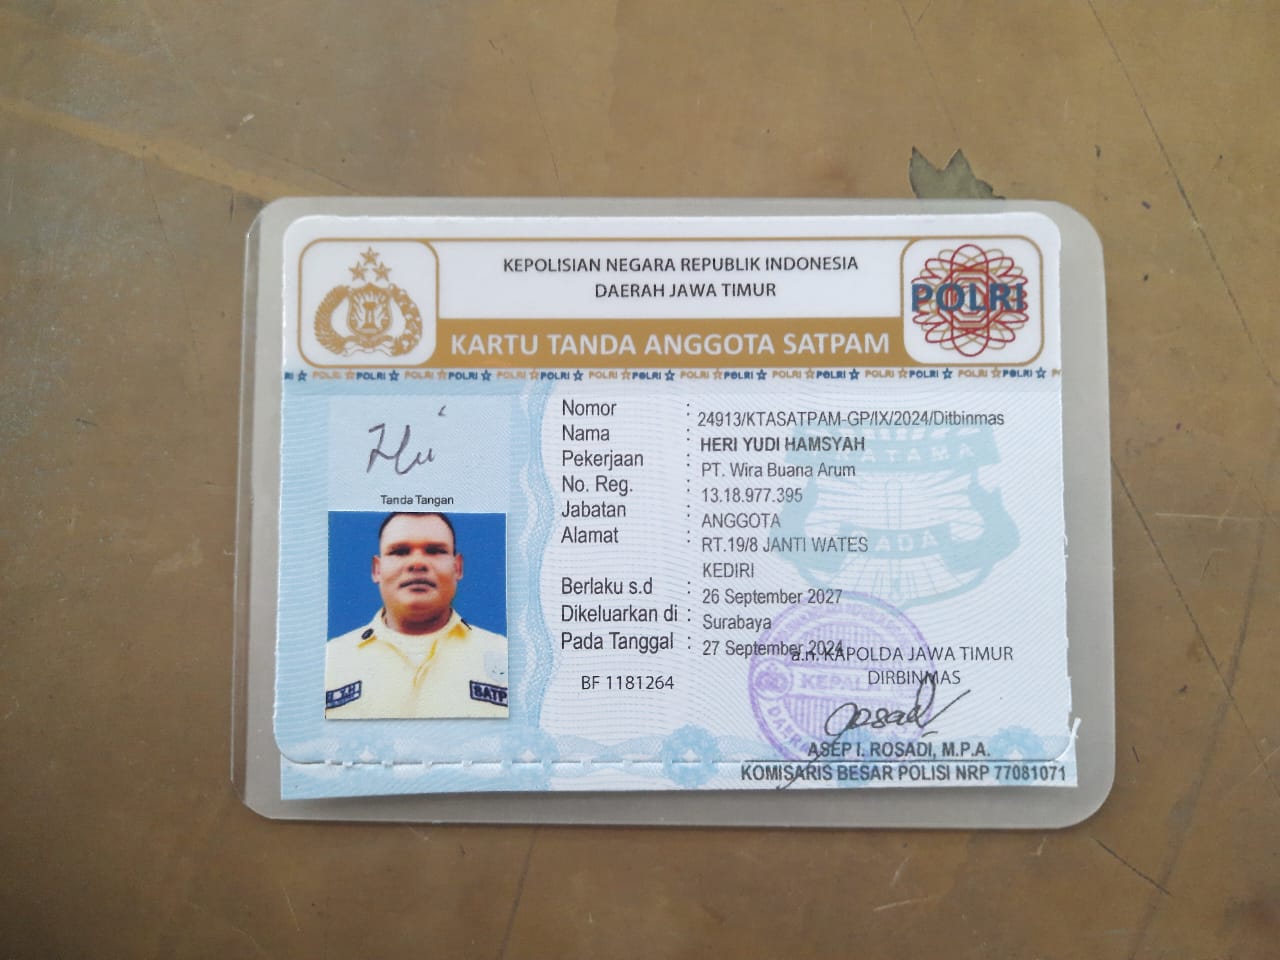 KEPOLISIAN NEGARA REPUBLIK INDONESIA
DAERAH JAWA TIMUR
POLRI
KARTU TANDA ANGGOTA SATPAM
RI POLRI POLRI POLRI POLRI POLRI POLRI POLRI POLRI POLRI POLRI POLRI POLRI POLRI POLRI POLRI POLRI P
Nomor : 24913/KTASATPAM-GP/IX/2024/Ditbinmas
Nama : HERI YUDI HAMSYAH
Pekerjaan : PT. Wira Buana Arum
No. Reg. : 13.18.977.395
Jabatan : ANGGOTA
Alamat : RT.19/8 JANTI WATES
KEDIRI
Berlaku s.d : 26 September 2027
Dikeluarkan di : Surabaya
Pada Tanggal : 27 September 2024
BF 1181264
Tanda Tangan
SATP
a.n. KAPOLDA JAWA TIMUR
DIRBINMAS
KEPALA
DAERA
ASEP I. ROSADI, M.P.A.
KOMISARIS BESAR POLISI NRP 77081071